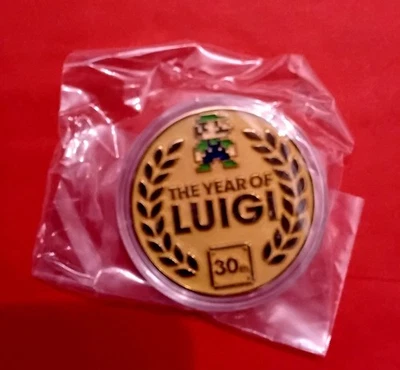 THE YEAR OF
LUIGI
30th